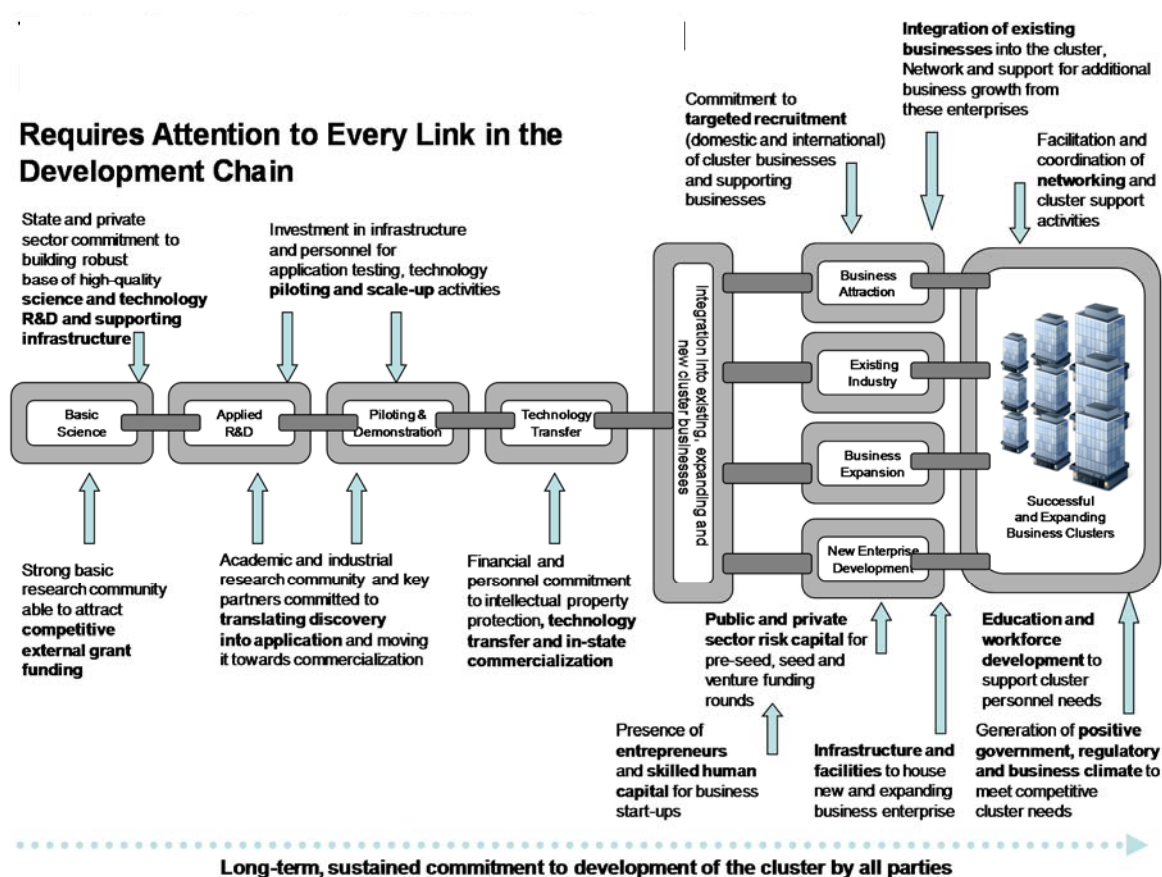 Requires Attention to Every Link in the
Development Chain
State and private
sector commitment to
building robust
base of high-quality
science and technology
R&D and supporting
infrastructure
Investment in infrastructure
and personnel for
application testing, technology
piloting and scale-up activities
Commitment to
targeted recruitment
(domestic and international)
of cluster businesses
and supporting
businesses
Integration of existing
businesses into the cluster,
Network and support for additional
business growth from
these enterprises
Facilitation and
coordination of
networking and
cluster support
activities
Basic
Science
Applied
R&D
Piloting &
Demonstration
Technology
Transfer
Integration into existing, expanding and
new cluster businesses
Business
Attraction
Existing
Industry
Business
Expansion
New Enterprise
Development
Successful
and Expanding
Business Clusters
Strong basic
research community
able to attract
competitive
external grant
funding
Academic and industrial
research community and key
partners committed to
translating discovery
into application and moving
it towards commercialization
Financial and
personnel commitment
to intellectual property
protection, technology
transfer and in-state
commercialization
Public and private
sector risk capital for
pre-seed, seed and
venture funding
rounds
Presence of
entrepreneurs
and skilled human
capital for business
start-ups
Infrastructure and
facilities to house
new and expanding
business enterprise
Education and
workforce
development to
support cluster
personnel needs
Generation of positive
government, regulatory
and business climate to
meet competitive
cluster needs
Long-term, sustained commitment to development of the cluster by all parties